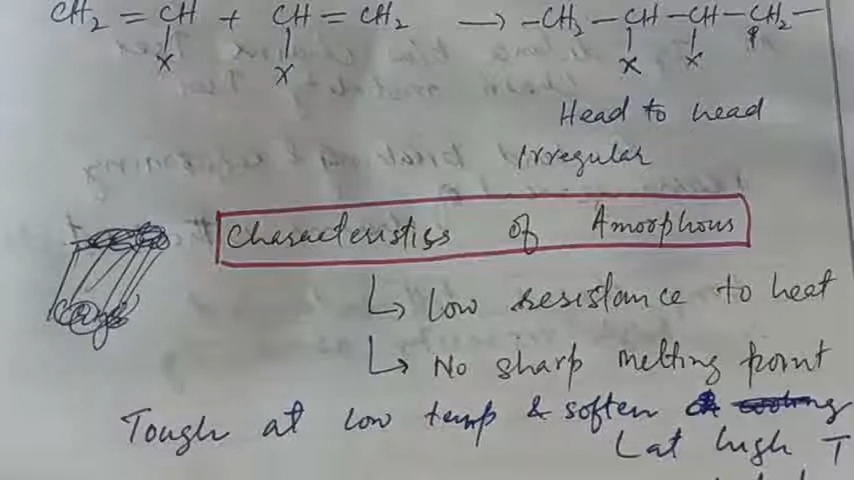 CH2 = CH + CH = CH2 → -CH2 - CH - CH - CH2 -
X X X X
Head to head
Irregular
Characteristics of Amorphous
↳ Low resistance to heat
↳ No sharp melting point
Tough at low temp & soften
at high T